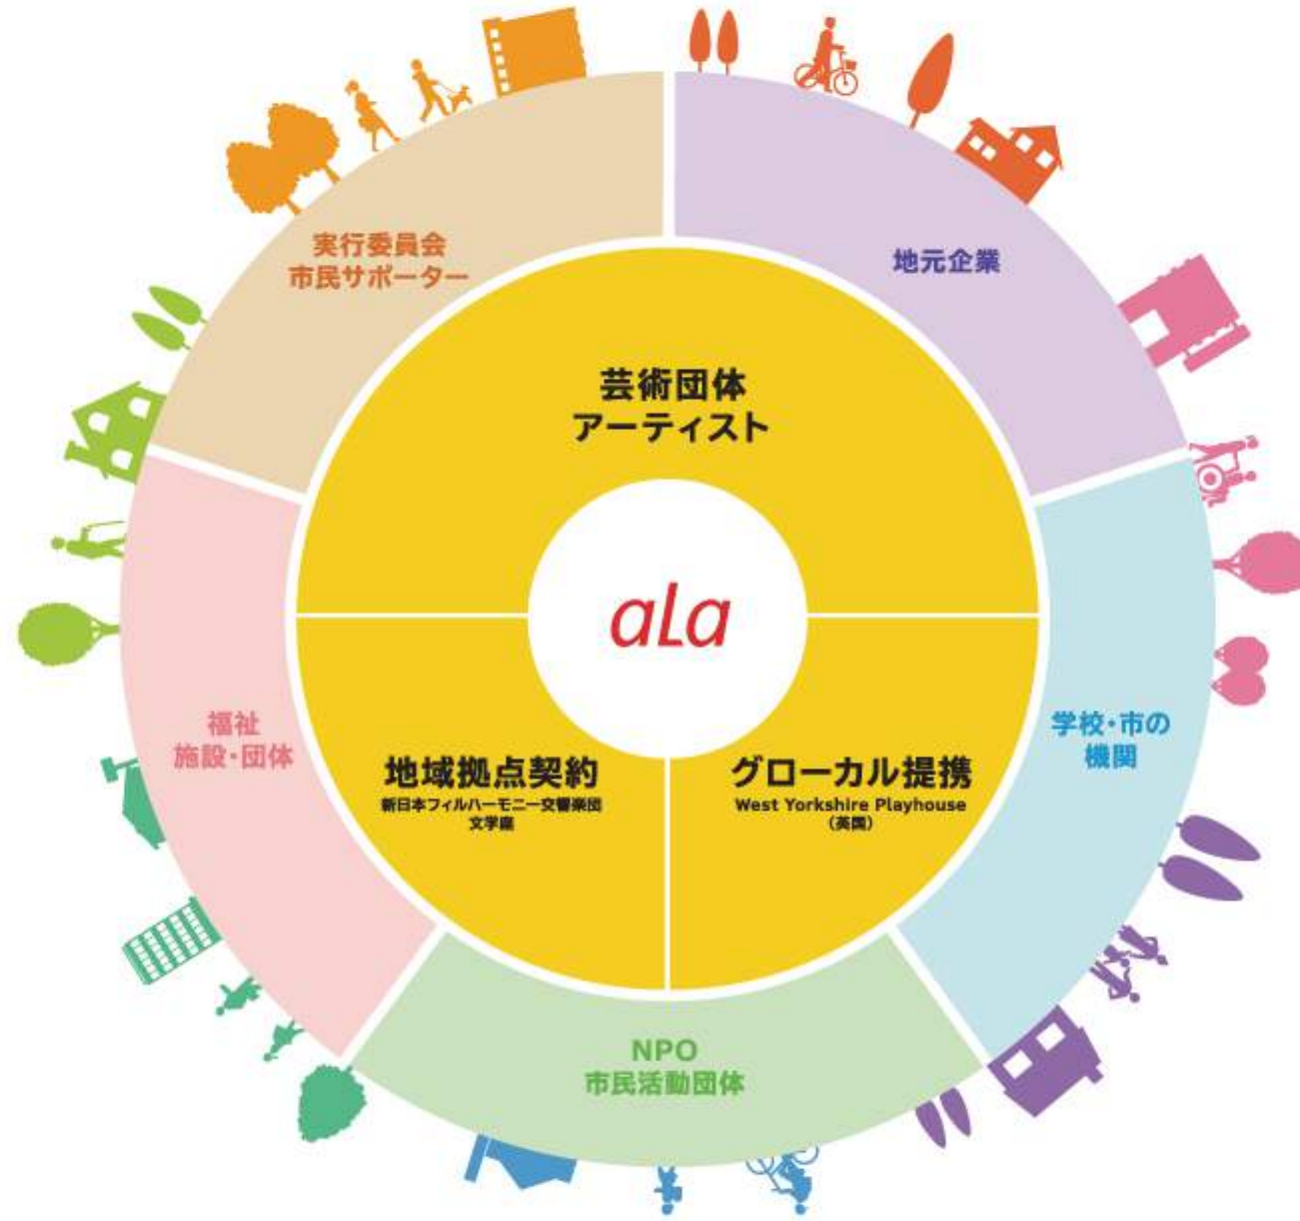 実行委員会
市民サポーター
地元企業
芸術団体
アーティスト
aLa
福祉
施設・団体
学校・市の
機関
地域拠点契約
新日本フィルハーモニー交響楽団
文学座
グローカル提携
West Yorkshire Playhouse
(英国)
NPO
市民活動団体